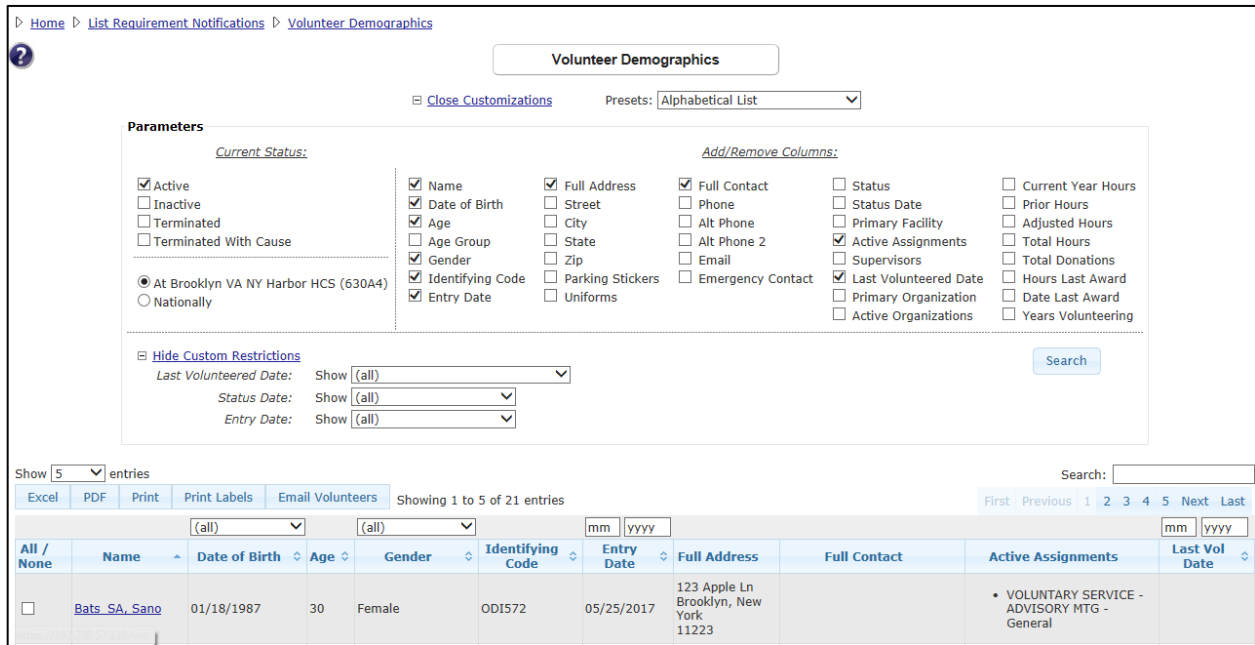 Home List Requirement Notifications Volunteer Demographics
?
Volunteer Demographics
Close Customizations Presets: Alphabetical List
Parameters
Current Status: Add/Remove Columns:
Active Name Full Address Full Contact Status Current Year Hours
Inactive Date of Birth Street Phone Status Date Prior Hours
Terminated Age City Alt Phone Primary Facility Adjusted Hours
Terminated With Cause Age Group State Alt Phone 2 Active Assignments Total Hours
Gender Zip Email Supervisors Total Donations
At Brooklyn VA NY Harbor HCS (630A4) Identifying Code Parking Stickers Emergency Contact Last Volunteered Date Hours Last Award
Nationally Entry Date Uniforms Primary Organization Date Last Award
Active Organizations Years Volunteering
Hide Custom Restrictions Search
Last Volunteered Date: Show (all)
Status Date: Show (all)
Entry Date: Show (all)
Show 5 entries Search:
Excel PDF Print Print Labels Email Volunteers Showing 1 to 5 of 21 entries First Previous 1 2 3 4 5 Next Last
(all) (all) mm yyyy mm yyyy
All / None Name Date of Birth Age Gender Identifying Code Entry Date Full Address Full Contact Active Assignments Last Vol Date
Bats_SA, Sano 01/18/1987 30 Female ODI572 05/25/2017 123 Apple Ln Brooklyn, New York 11223 • VOLUNTARY SERVICE - ADVISORY MTG - General